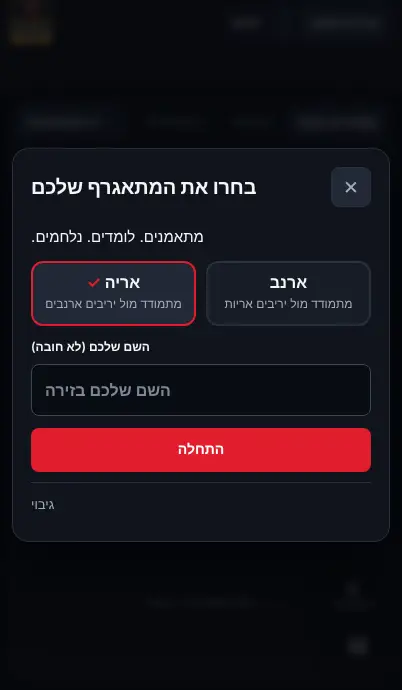 בחרו את המתאגרף שלכם
✕
מתאמנים. לומדים. נלחמים.
ארנב
מתמודד מול יריבים אריות
אריה ✓
מתמודד מול יריבים ארנבים
השם שלכם (לא חובה)
השם שלכם בזירה
התחלה
גיבוי